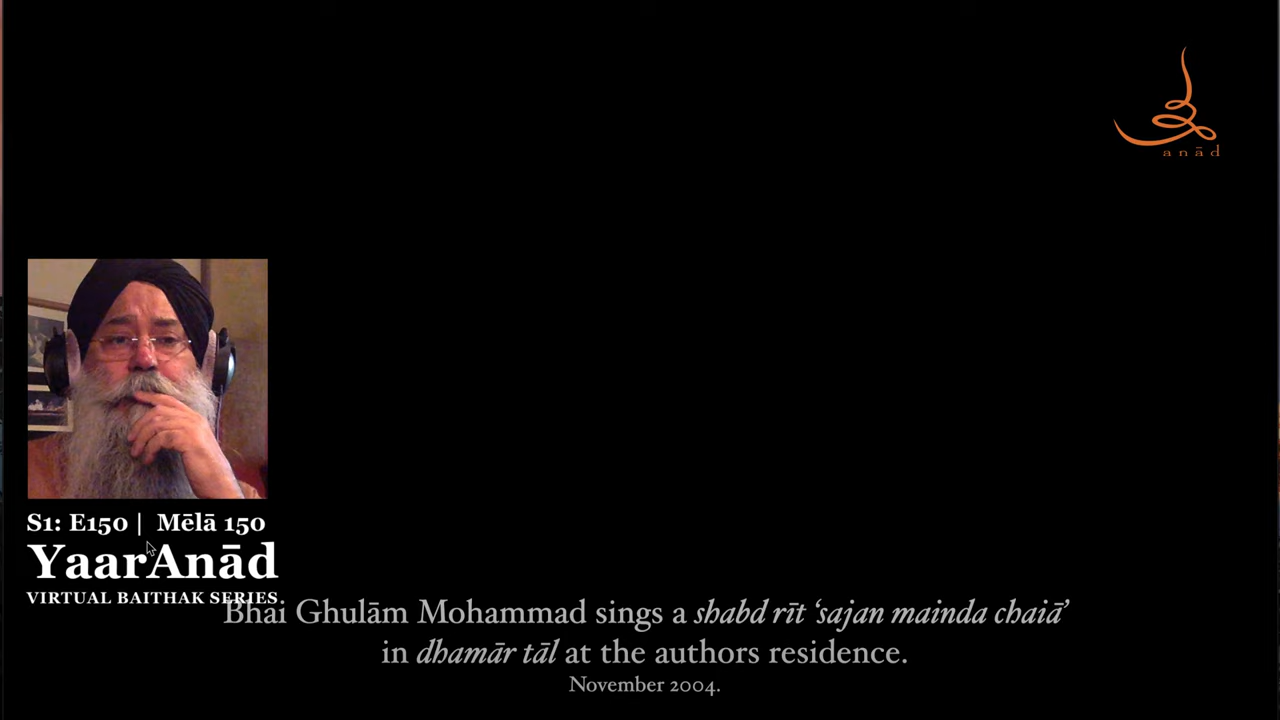 anād
S1: E150 | Mēlā 150
YaarAnād
VIRTUAL BAITHAK SERIES
Bhai Ghulām Mohammad sings a shabd rīt ‘sajan mainda chaiā’
in dhamār tāl at the authors residence.
November 2004.